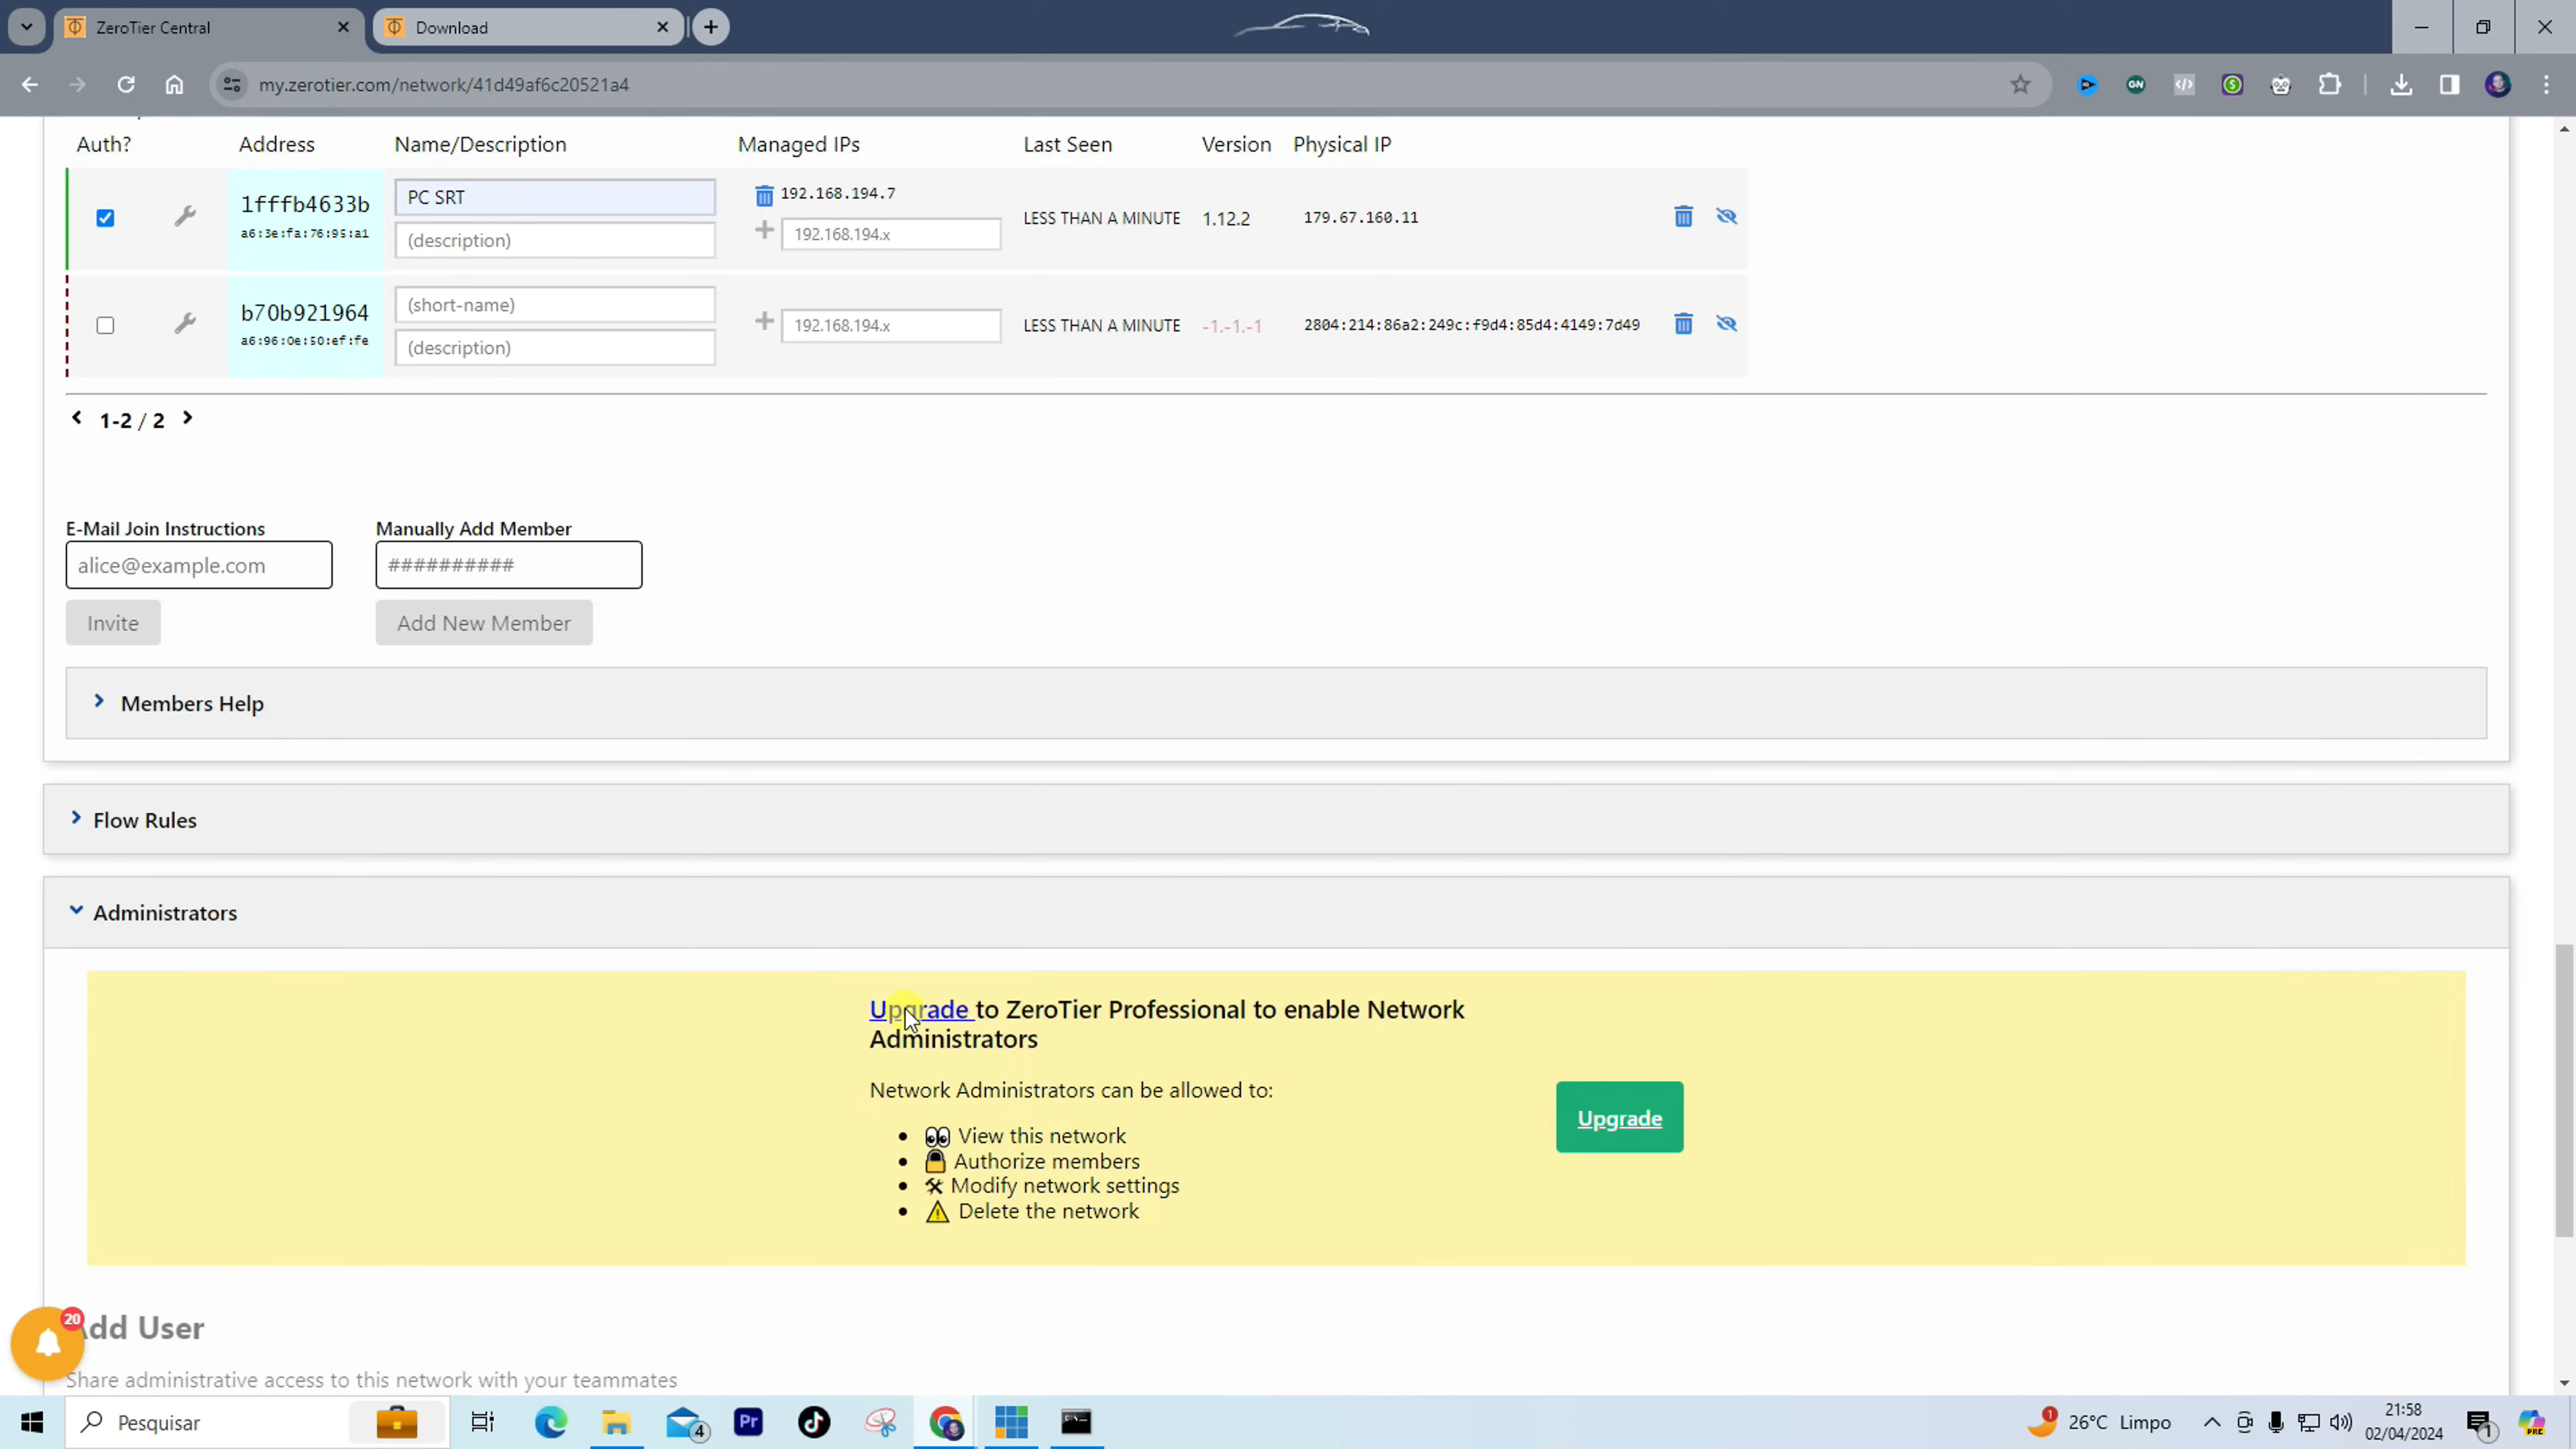 ZeroTier Central
Download
my.zerotier.com/network/41d49af6c20521a4
Auth? Address Name/Description Managed IPs Last Seen Version Physical IP
1fffb4633b
a6:3e:fa:76:95:a1
PC SRT
(description)
192.168.194.7
192.168.194.x
LESS THAN A MINUTE
1.12.2
179.67.160.11
b70b921964
a6:96:0e:50:ef:fe
(short-name)
(description)
192.168.194.x
LESS THAN A MINUTE
-1.-1.-1
2804:214:86a2:249c:f9d4:85d4:4149:7d49
1-2 / 2
E-Mail Join Instructions
alice@example.com
Invite
Manually Add Member
##########
Add New Member
Members Help
Flow Rules
Administrators
Upgrade to ZeroTier Professional to enable Network
Administrators
Network Administrators can be allowed to:
View this network
Authorize members
Modify network settings
Delete the network
Upgrade
20
Add User
Share administrative access to this network with your teammates
Pesquisar
4
Pr
1
26°C Limpo
21:58
02/04/2024
1
PRE
GN